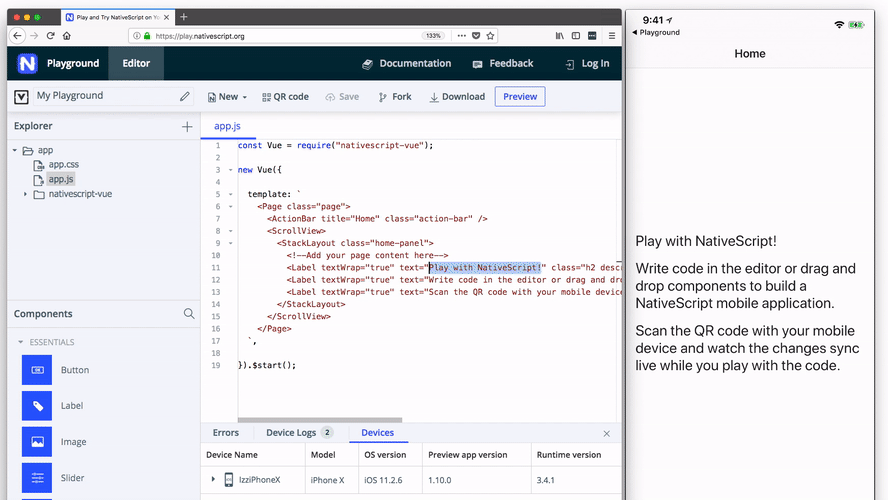 Play and Try NativeScript on Yo
https://play.nativescript.org
133%
Playground
Editor
Documentation
Feedback
Log In
My Playground
New
QR code
Save
Fork
Download
Preview
Explorer
app
app.css
app.js
nativescript-vue
Components
ESSENTIALS
Button
Label
Image
Slider
app.js
1 const Vue = require("nativescript-vue");
2
3 new Vue({
4
5 template: `
6 <Page class="page">
7 <ActionBar title="Home" class="action-bar" />
8 <ScrollView>
9 <StackLayout class="home-panel">
10 <!--Add your page content here-->
11 <Label textWrap="true" text="Play with NativeScript!" class="h2 descr
12 <Label textWrap="true" text="Write code in the editor or drag and dro
13 <Label textWrap="true" text="Scan the QR code with your mobile device
14 </StackLayout>
15 </ScrollView>
16 </Page>
17 `,
18
19 }).$start();
Errors
Device Logs 2
Devices
Device Name Model OS version Preview app version Runtime version
IzziPhoneX iPhone X iOS 11.2.6 1.10.0 3.4.1
9:41
Playground
Home
Play with NativeScript!
Write code in the editor or drag and
drop components to build a
NativeScript mobile application.
Scan the QR code with your mobile
device and watch the changes sync
live while you play with the code.